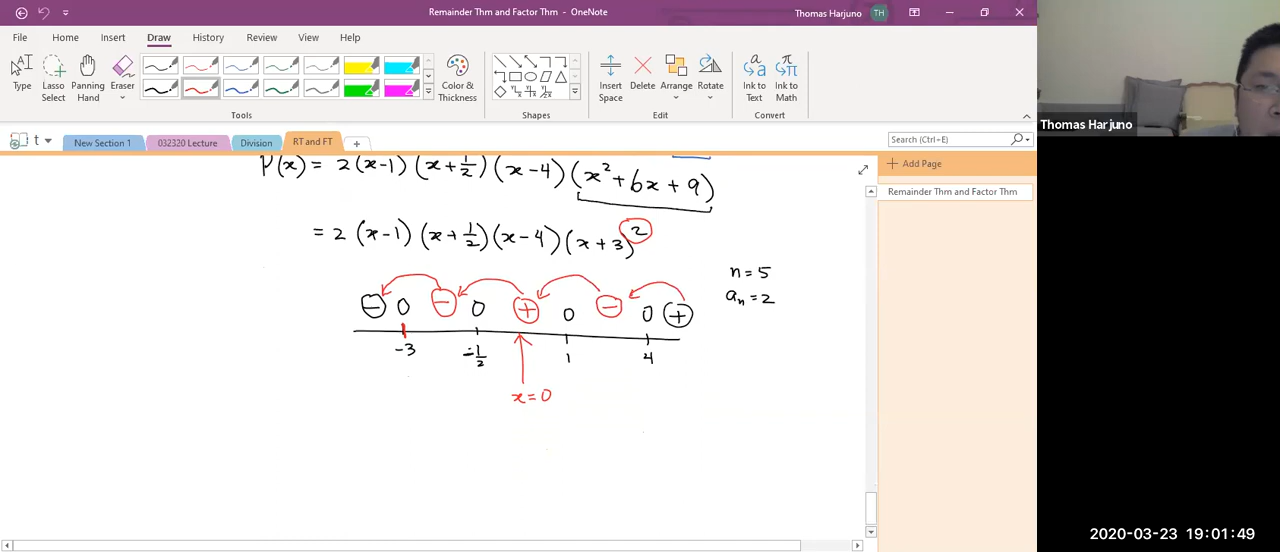 Remainder Thm and Factor Thm - OneNote
Thomas Harjuno TH
File Home Insert Draw History Review View Help
Type Lasso Select Panning Hand Eraser Color & Thickness Insert Space Delete Arrange Rotate Ink to Text Ink to Math
Tools Shapes Edit Convert
t New Section 1 032320 Lecture Division RT and FT + Search (Ctrl+E)
Thomas Harjuno
Add Page
Remainder Thm and Factor Thm
P(x) = 2(x-1)(x+1/2)(x-4)(x²+6x+9)
= 2(x-1)(x+1/2)(x-4)(x+3)²
n=5
aₙ=2
− 0 − 0 + 0 − 0 +
-3 -1/2 1 4
x=0
2020-03-23 19:01:49